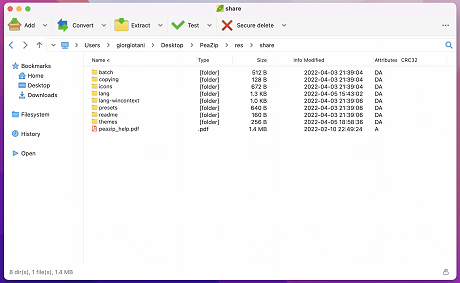 share
Add Convert Extract Test Secure delete
Users giorgiotani Desktop PeaZip res share
Bookmarks
Home
Desktop
Downloads
Filesystem
History
Open
Name < Type Size Info Modified Attributes CRC32
batch [folder] 512 B 2022-04-03 21:39:04 DA
copying [folder] 128 B 2022-04-03 21:39:04 DA
icons [folder] 672 B 2022-04-03 21:39:04 DA
lang [folder] 1.3 KB 2022-04-05 15:43:02 DA
lang-wincontext [folder] 1.0 KB 2022-04-03 21:39:06 DA
presets [folder] 640 B 2022-04-03 21:39:06 DA
readme [folder] 160 B 2022-04-03 21:39:06 DA
themes [folder] 256 B 2022-04-05 18:58:36 DA
peazip_help.pdf .pdf 1.4 MB 2022-02-10 22:49:24 A
8 dir(s), 1 file(s), 1.4 MB